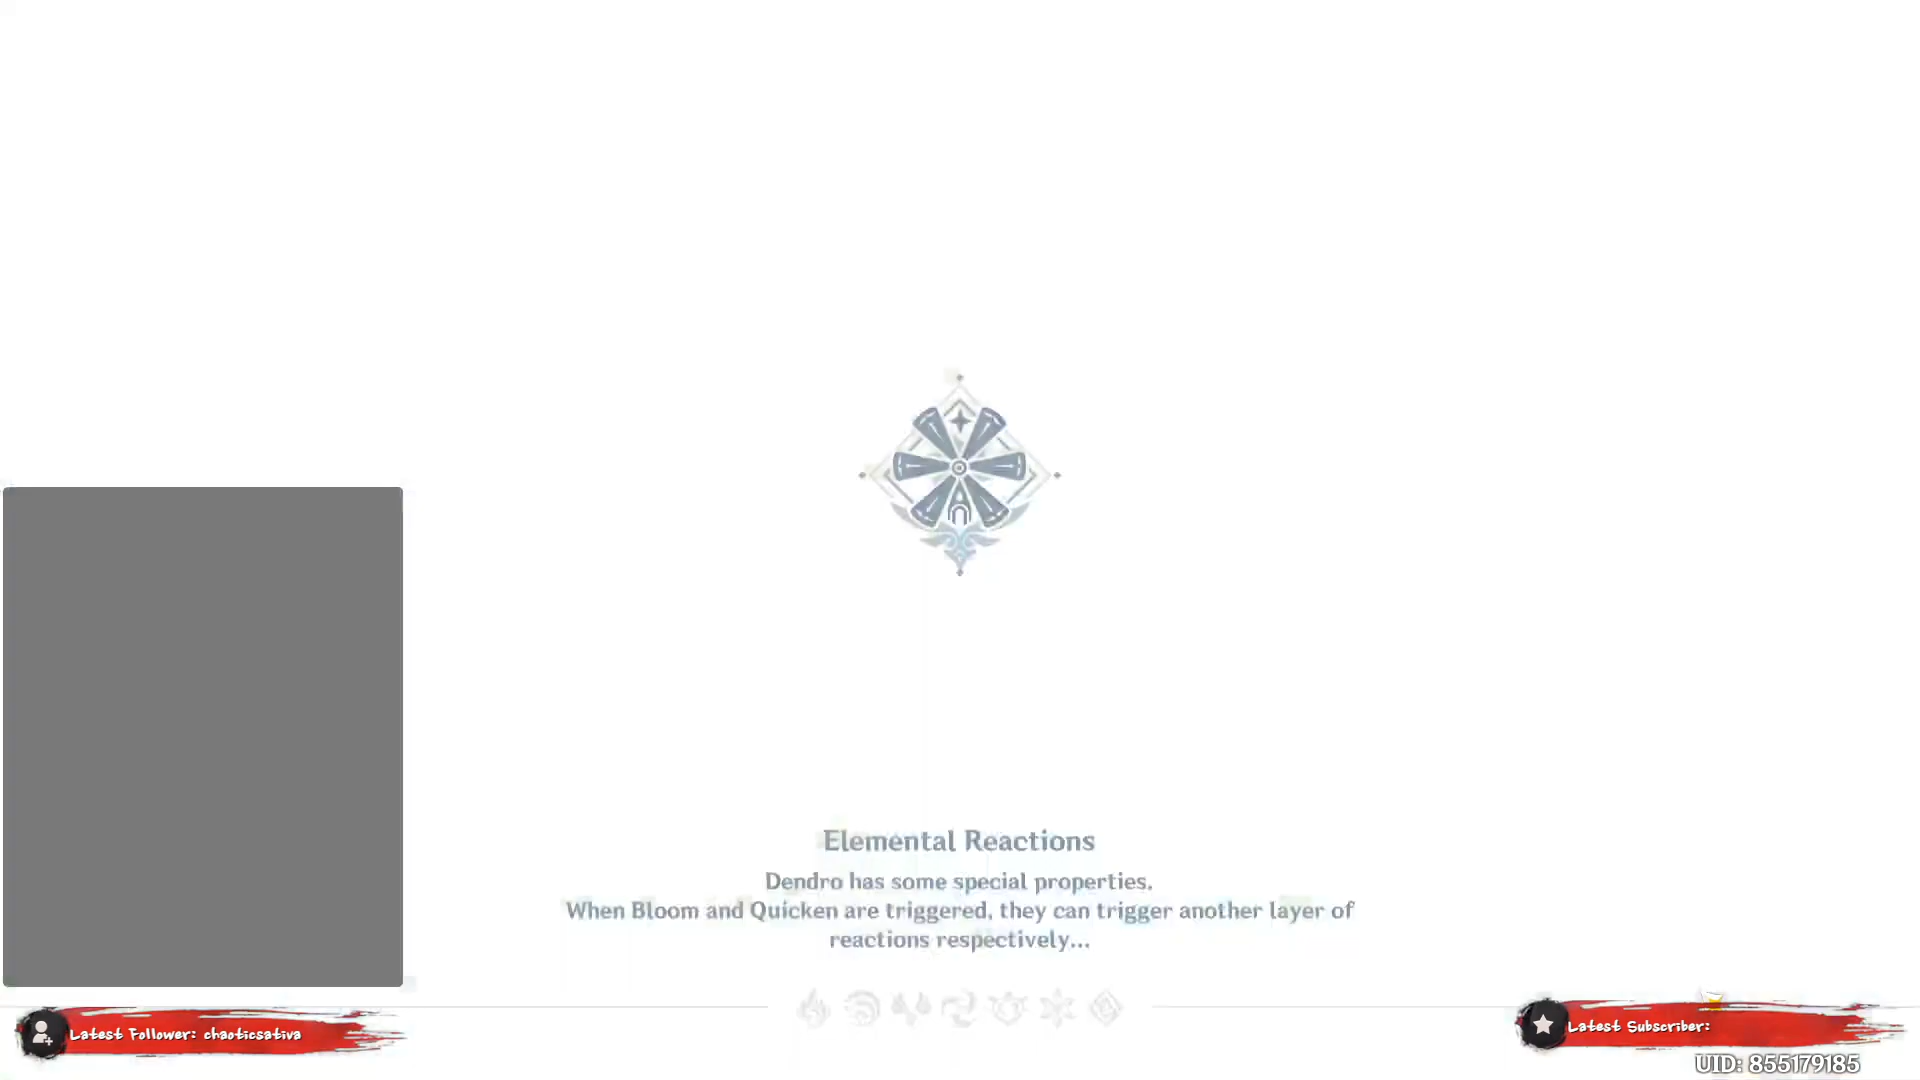 Elemental Reactions
Dendro has some special properties.
When Bloom and Quicken are triggered, they can trigger another layer of
reactions respectively...
Latest Follower: chaoticsativa
Latest Subscriber:
UID: 855179185